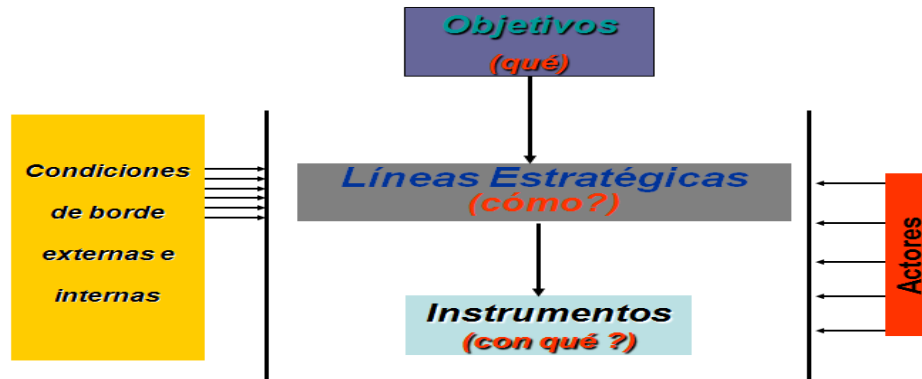 Objetivos
(qué)
Condiciones
de borde
externas e
internas
Líneas Estratégicas
(cómo?)
Actores
Instrumentos
(con qué ?)